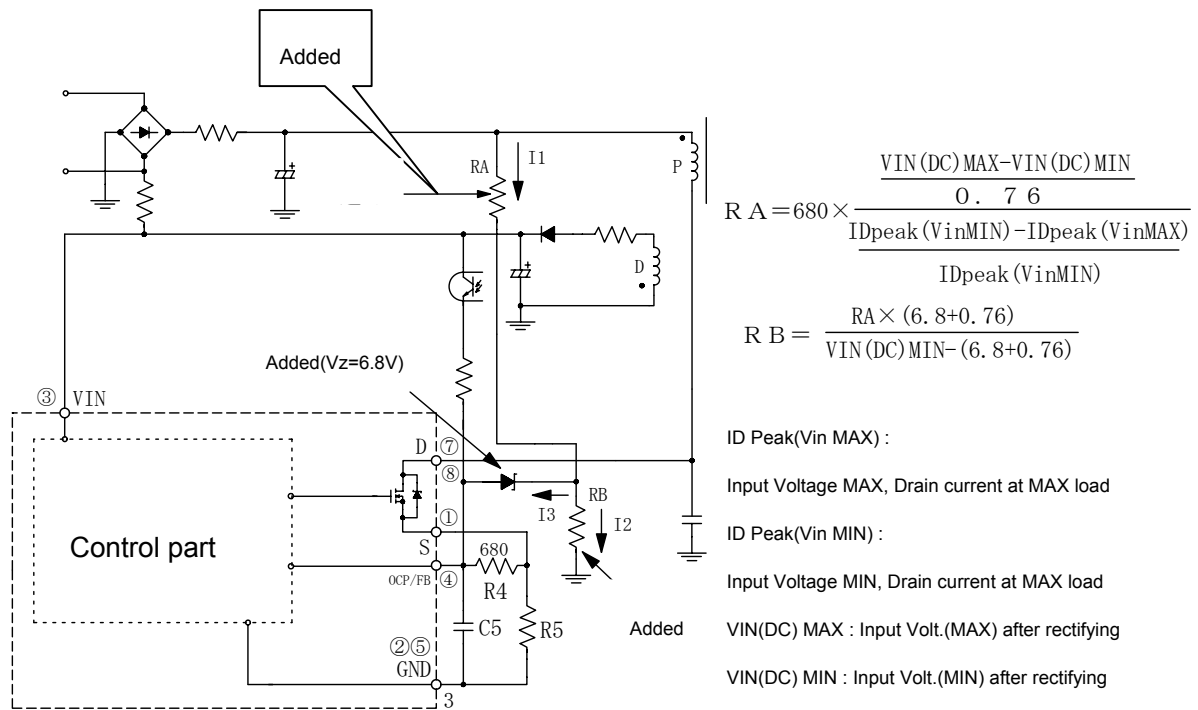 Added
RA
I1
P
D
Added(Vz=6.8V)
③ VIN
D ⑦
⑧
RB
I3
I2
①
S
680
OCP/FB ④
R4
C5
R5
Added
②⑤
GND
3
Control part
VIN(DC)MAX-VIN(DC)MIN
0. 76
RA=680×
IDpeak(VinMIN)-IDpeak(VinMAX)
IDpeak(VinMIN)
RA×(6.8+0.76)
RB=
VIN(DC)MIN-(6.8+0.76)
ID Peak(Vin MAX) :
Input Voltage MAX, Drain current at MAX load
ID Peak(Vin MIN) :
Input Voltage MIN, Drain current at MAX load
VIN(DC) MAX : Input Volt.(MAX) after rectifying
VIN(DC) MIN : Input Volt.(MIN) after rectifying